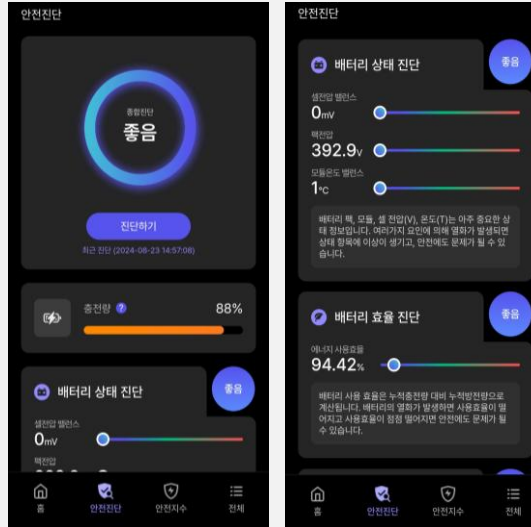 안전진단
종합진단
좋음
진단하기
최근 진단 (2024-08-23 14:57:08)
충전량 ?
88%
배터리 상태 진단
좋음
셀전압 밸런스
0mV
팩전압
홈
안전진단
안전지수
전체
안전진단
배터리 상태 진단
좋음
셀전압 밸런스
0mV
팩전압
392.9V
모듈온도 밸런스
1℃
배터리 팩, 모듈, 셀 전압(V), 온도(T)는 아주 중요한 상
태 정보입니다. 여러가지 요인에 의해 열화가 발생되면
상태 항목에 이상이 생기고, 안전에도 문제가 될 수 있
습니다.
배터리 효율 진단
좋음
에너지 사용효율
94.42%
배터리 사용 효율은 누적충전량 대비 누적방전량으로
계산됩니다. 배터리의 열화가 발생하면 사용효율이 떨
어지고 사용효율이 점점 떨어지면 안전에도 문제가 될
수 있습니다.
홈
안전진단
안전지수
전체